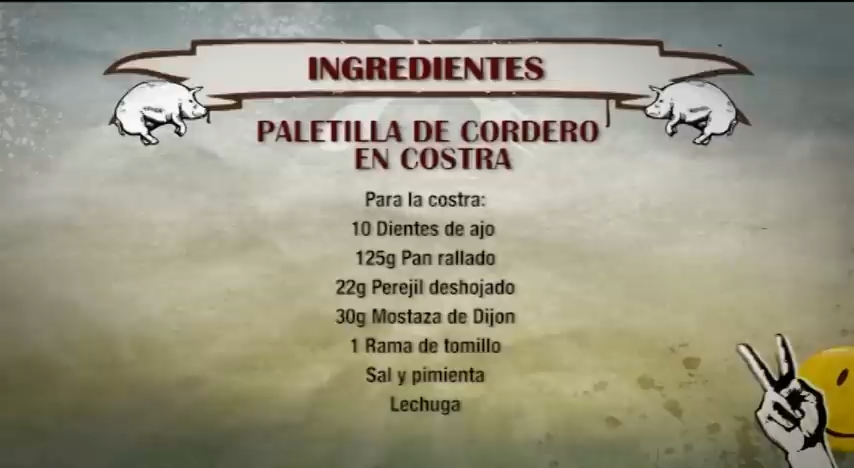 INGREDIENTES
PALETILLA DE CORDERO
EN COSTRA
Para la costra:
10 Dientes de ajo
125g Pan rallado
22g Perejil deshojado
30g Mostaza de Dijon
1 Rama de tomillo
Sal y pimienta
Lechuga